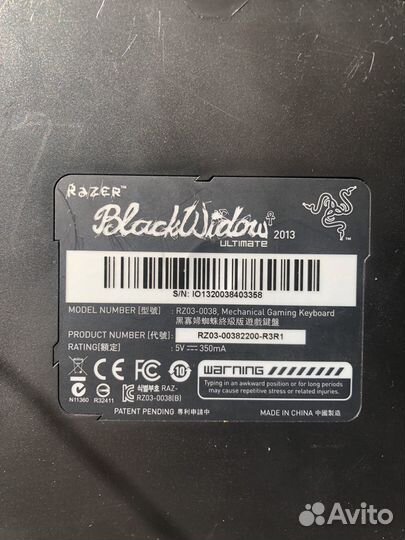 RAZER™
BlackWidow 2013
ULTIMATE
S/N: IO1320038403358
MODEL NUMBER [型號] : RZ03-0038, Mechanical Gaming Keyboard
黑寡婦蜘蛛終級版遊戲鍵盤
PRODUCT NUMBER [代號]: RZ03-00382200-R3R1
RATING[額定] : 5V⎓350mA
N11360 R32411 CE FC 10 식별부호 RAZ-
RZ03-0038(B)
warning
Typing in an awkward position or for long periods
may cause repetitive stress or related injuries.
PATENT PENDING 專利申請中 MADE IN CHINA 中國製造
Avito